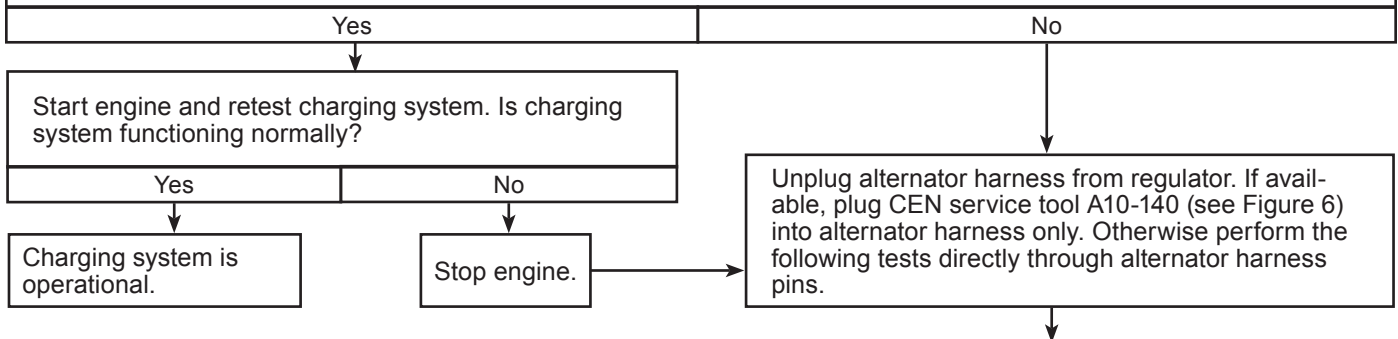 Yes
No
Start engine and retest charging system. Is charging
system functioning normally?
Yes
No
Charging system is
operational.
Stop engine.
Unplug alternator harness from regulator. If avail-
able, plug CEN service tool A10-140 (see Figure 6)
into alternator harness only. Otherwise perform the
following tests directly through alternator harness
pins.